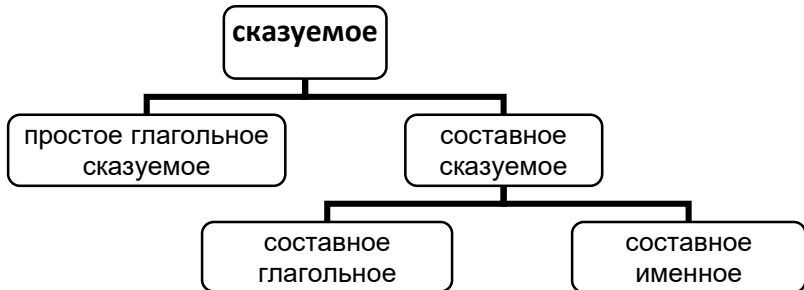 сказуемое
простое глагольное
сказуемое
составное
сказуемое
составное
глагольное
составное
именное